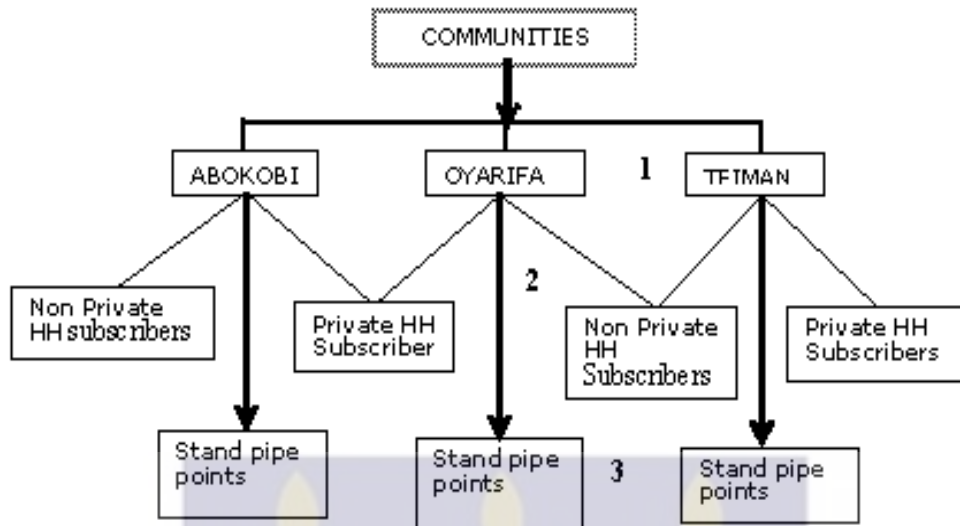 COMMUNITIES
ABOKOBI
OYARIFA
1
TEIMAN
2
Non Private
HH subscribers
Private HH
Subscriber
Non Private
HH
Subscribers
Private HH
Subscribers
Stand pipe
points
Stand pipe
points
3
Stand pipe
points